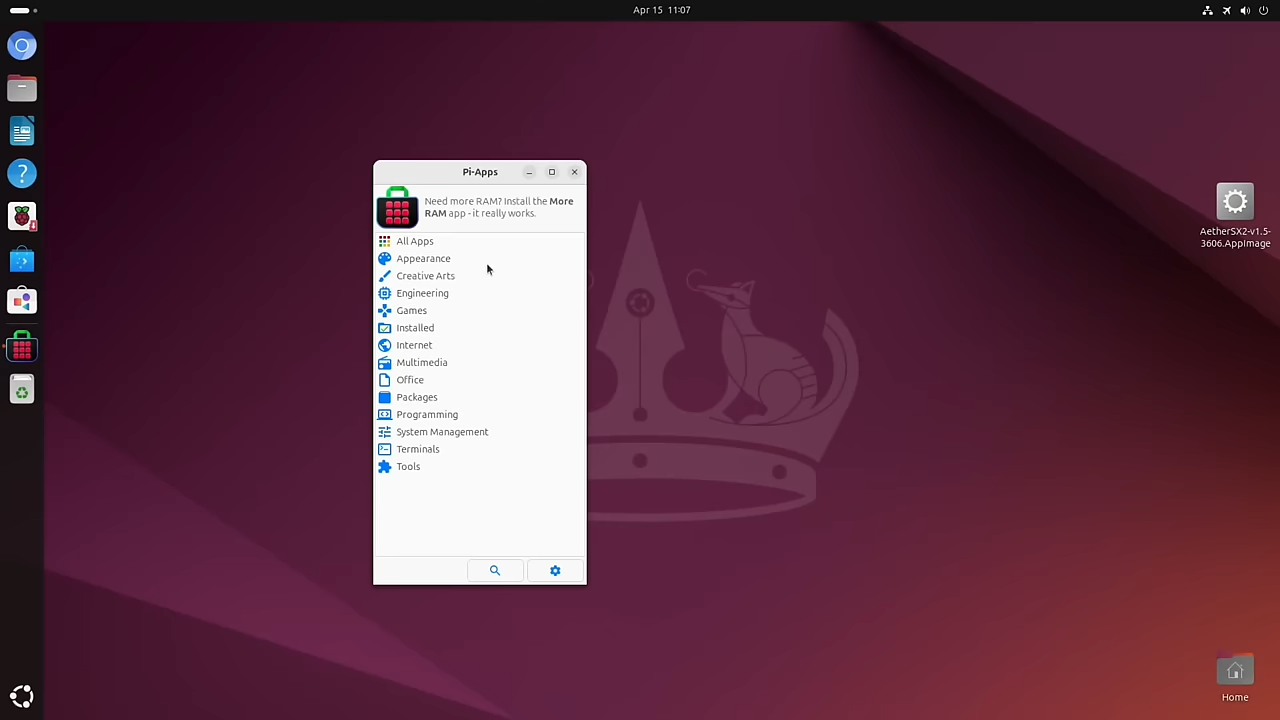 Apr 15 11:07
Pi-Apps
Need more RAM? Install the More
RAM app - it really works.
All Apps
Appearance
Creative Arts
Engineering
Games
Installed
Internet
Multimedia
Office
Packages
Programming
System Management
Terminals
Tools
AetherSX2-v1.5-
3606.AppImage
Home